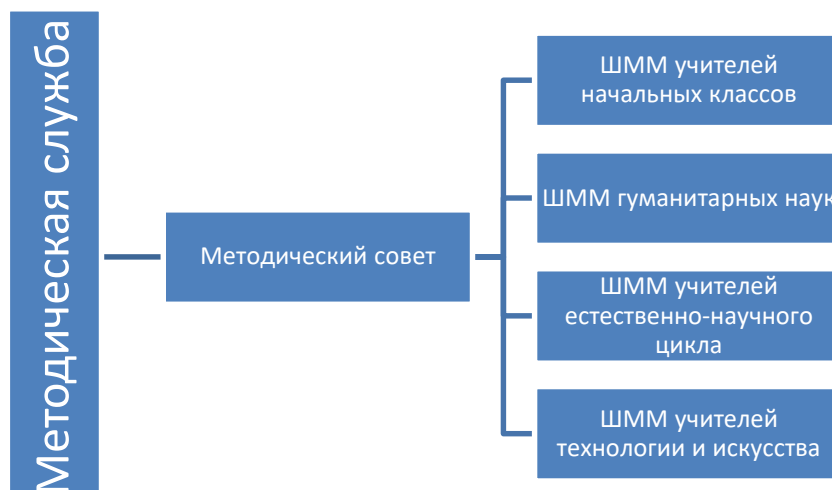 Методическая служба
Методический совет
ШММ учителей
начальных классов
ШММ гуманитарных наук
ШММ учителей
естественно-научного
цикла
ШММ учителей
технологии и искусства